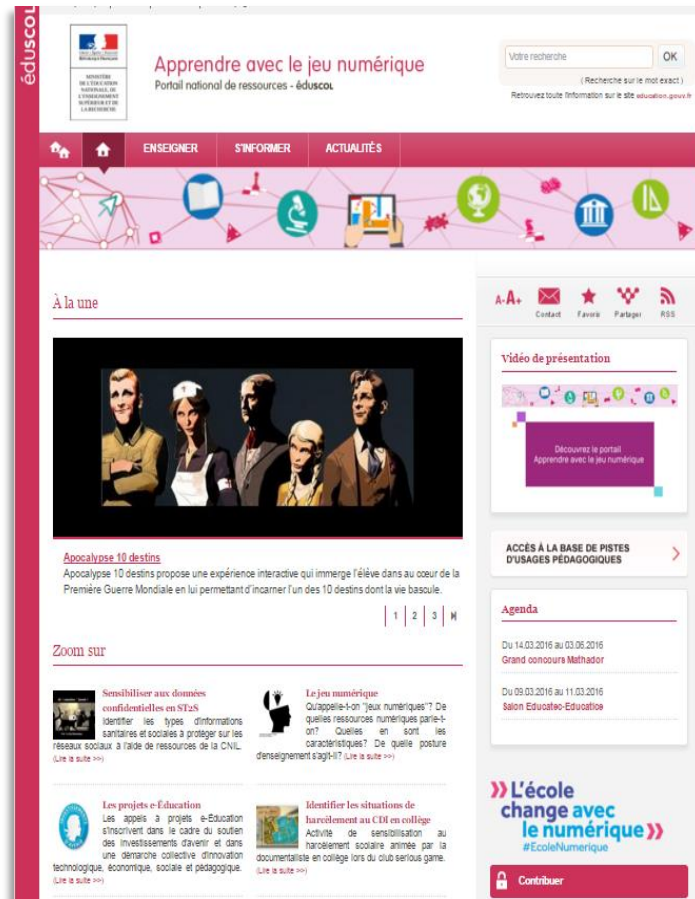 éduscol
MINISTÈRE
DE L'ÉDUCATION
NATIONALE, DE
L'ENSEIGNEMENT
SUPÉRIEUR ET DE
LA RECHERCHE
Apprendre avec le jeu numérique
Portail national de ressources - éduscol
Votre recherche
OK
( Recherche sur le mot exact )
Retrouvez toute l'information sur le site education.gouv.fr
ENSEIGNER S'INFORMER ACTUALITÉS
À la une
Apocalypse 10 destins
Apocalypse 10 destins propose une expérience interactive qui immerge l'élève dans au cœur de la
Première Guerre Mondiale en lui permettant d'incarner l'un des 10 destins dont la vie bascule.
1 2 3
Zoom sur
Sensibiliser aux données
confidentielles en ST2S
Identifier les types d'informations
sanitaires et sociales à protéger sur les
réseaux sociaux à l'aide de ressources de la CNIL.
(Lire la suite >>)
Le jeu numérique
Qu'appelle-t-on "jeux numériques"? De
quelles ressources numériques parle-t-
on? Quelles en sont les
caractéristiques? De quelle posture
d'enseignement s'agit-il? (Lire la suite >>)
Les projets e-Éducation
Les appels à projets e-Education
s'inscrivent dans le cadre du soutien
des investissements d'avenir et dans
une démarche collective d'innovation
technologique, économique, sociale et pédagogique.
(Lire la suite >>)
Identifier les situations de
harcèlement au CDI en collège
Activité de sensibilisation au
harcèlement scolaire animée par la
documentaliste en collège lors du club serious game.
(Lire la suite >>)
A-A+
Contact Favoris Partager RSS
Vidéo de présentation
Découvrez le portail
Apprendre avec le jeu numérique
ACCÈS À LA BASE DE PISTES
D'USAGES PÉDAGOGIQUES
Agenda
Du 14.03.2016 au 03.06.2016
Grand concours Mathador
Du 09.03.2016 au 11.03.2016
Salon Educatec-Educatice
L'école
change avec
le numérique
#EcoleNumerique
Contribuer